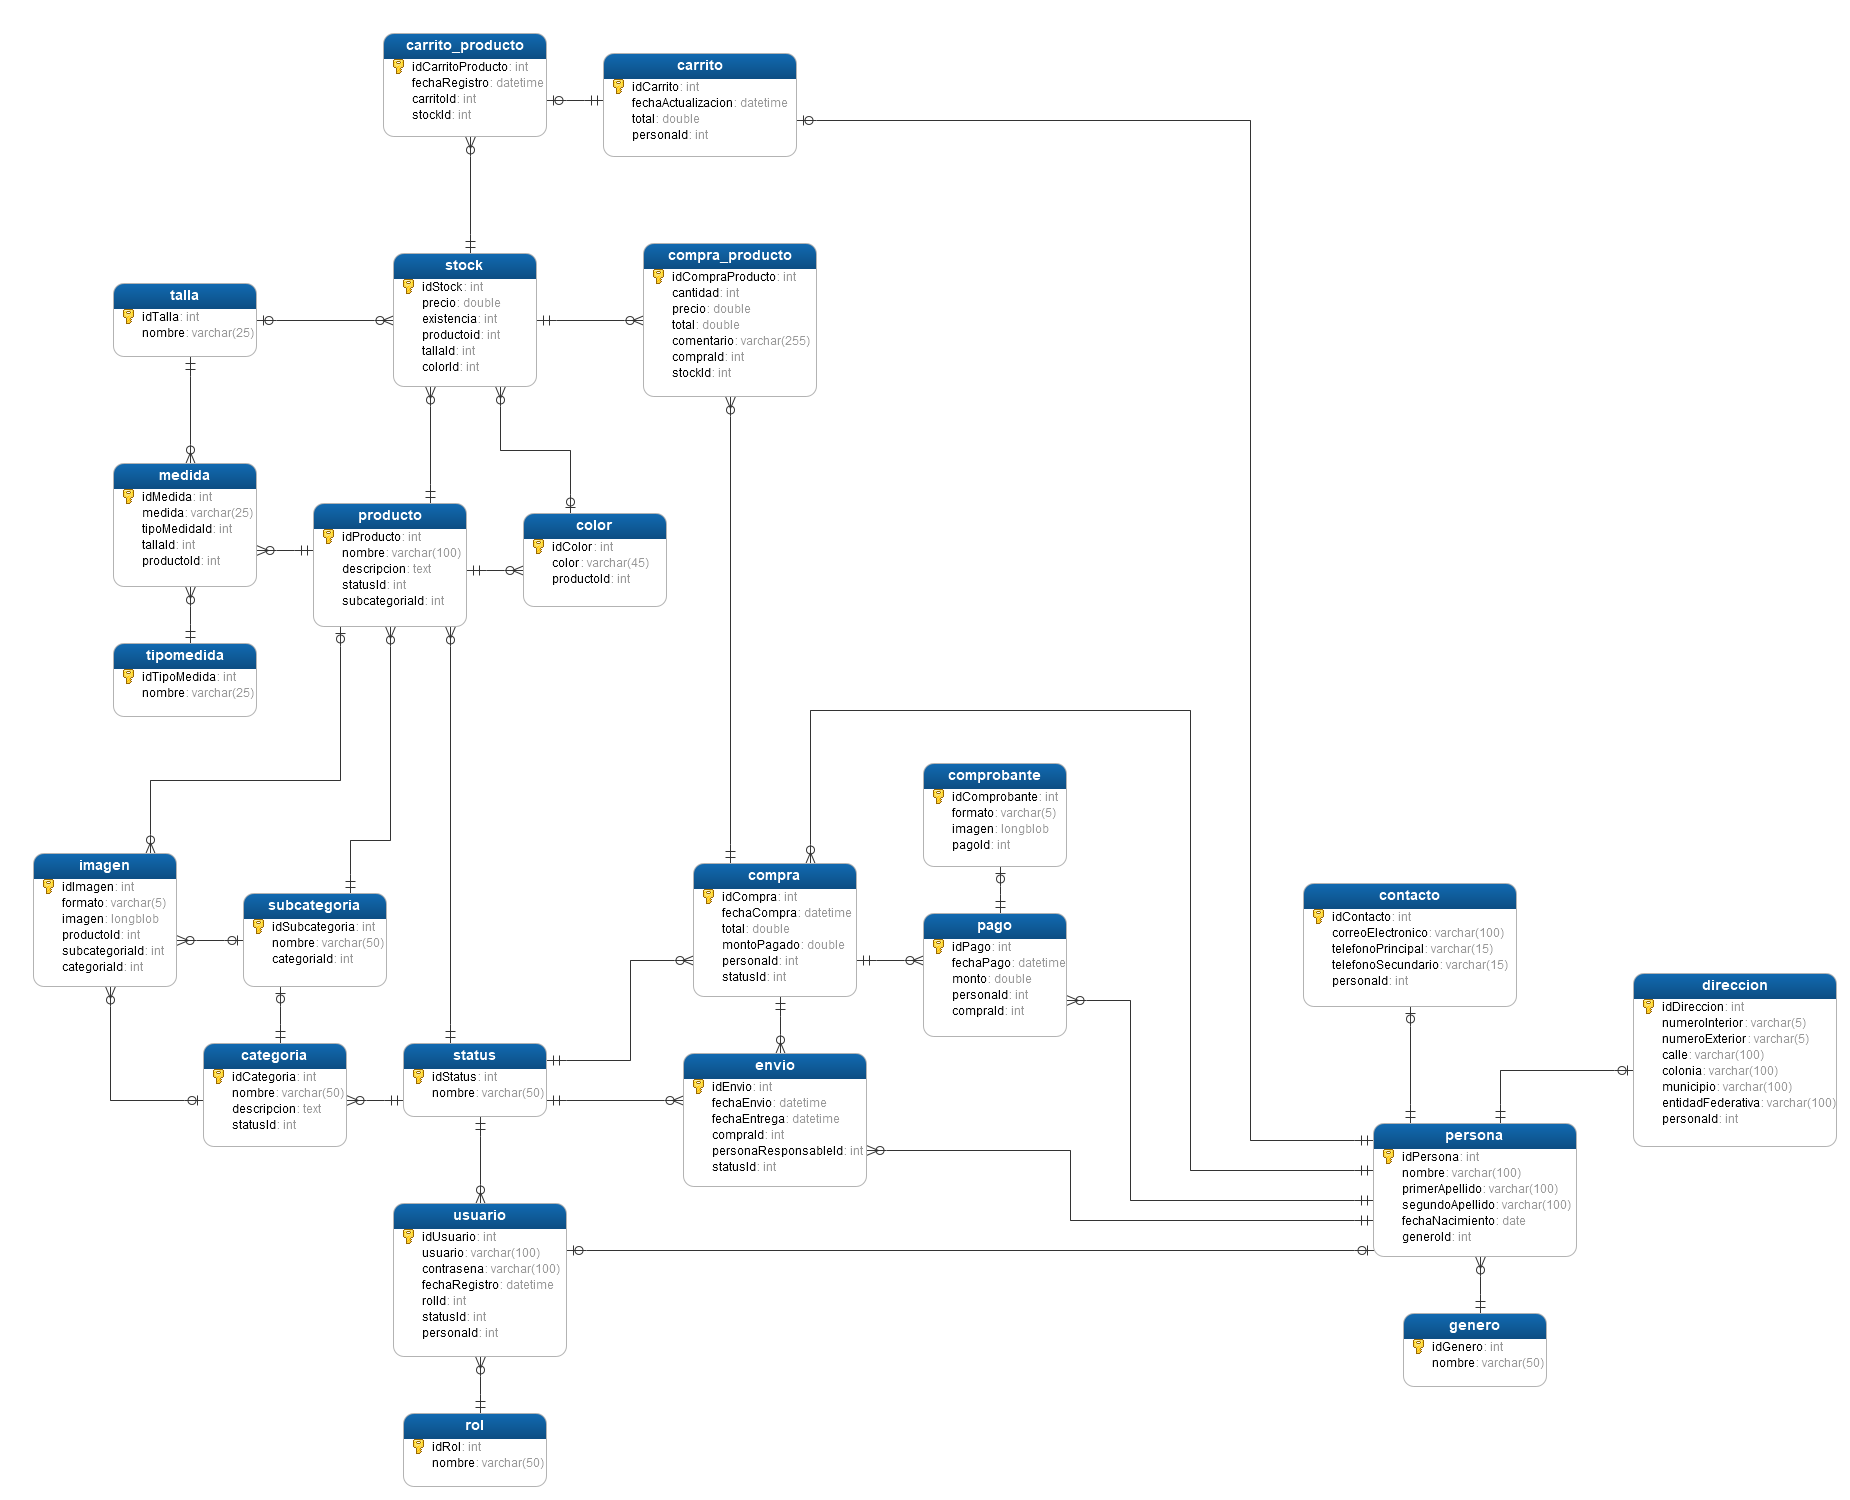 carrito_producto
idCarritoProducto: int
fechaRegistro: datetime
carritoId: int
stockId: int
carrito
idCarrito: int
fechaActualizacion: datetime
total: double
personaId: int
stock
idStock: int
precio: double
existencia: int
productoid: int
tallaId: int
colorId: int
compra_producto
idCompraProducto: int
cantidad: int
precio: double
total: double
comentario: varchar(255)
compraId: int
stockId: int
talla
idTalla: int
nombre: varchar(25)
medida
idMedida: int
medida: varchar(25)
tipoMedidaId: int
tallaId: int
productoId: int
producto
idProducto: int
nombre: varchar(100)
descripcion: text
statusId: int
subcategoriaId: int
color
idColor: int
color: varchar(45)
productoId: int
tipomedida
idTipoMedida: int
nombre: varchar(25)
comprobante
idComprobante: int
formato: varchar(5)
imagen: longblob
pagoId: int
imagen
idImagen: int
formato: varchar(5)
imagen: longblob
productoId: int
subcategoriaId: int
categoriaId: int
subcategoria
idSubcategoria: int
nombre: varchar(50)
categoriaId: int
compra
idCompra: int
fechaCompra: datetime
total: double
montoPagado: double
personaId: int
statusId: int
pago
idPago: int
fechaPago: datetime
monto: double
personaId: int
compraId: int
contacto
idContacto: int
correoElectronico: varchar(100)
telefonoPrincipal: varchar(15)
telefonoSecundario: varchar(15)
personaId: int
direccion
idDireccion: int
numeroInterior: varchar(5)
numeroExterior: varchar(5)
calle: varchar(100)
colonia: varchar(100)
municipio: varchar(100)
entidadFederativa: varchar(100)
personaId: int
categoria
idCategoria: int
nombre: varchar(50)
descripcion: text
statusId: int
status
idStatus: int
nombre: varchar(50)
envio
idEnvio: int
fechaEnvio: datetime
fechaEntrega: datetime
compraId: int
personaResponsableId: int
statusId: int
persona
idPersona: int
nombre: varchar(100)
primerApellido: varchar(100)
segundoApellido: varchar(100)
fechaNacimiento: date
generoId: int
usuario
idUsuario: int
usuario: varchar(100)
contrasena: varchar(100)
fechaRegistro: datetime
rolId: int
statusId: int
personaId: int
genero
idGenero: int
nombre: varchar(50)
rol
idRol: int
nombre: varchar(50)